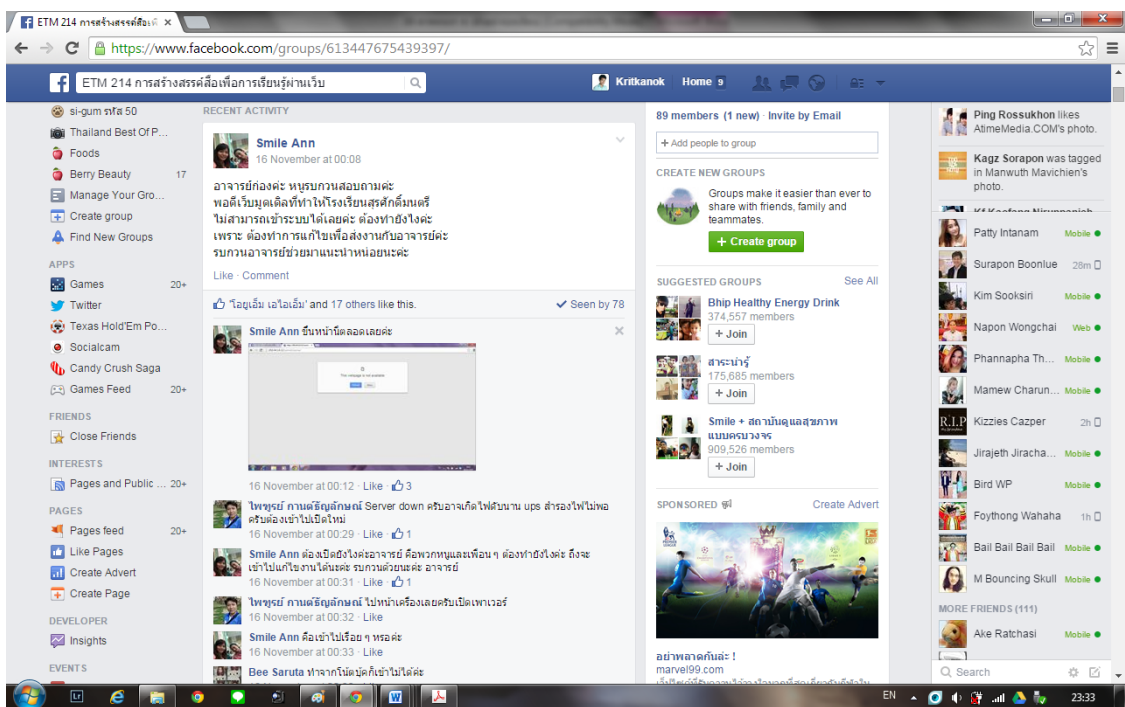 ETM 214 การสร้างสรรค์สื่อเพื
https://www.facebook.com/groups/613447675439397/
ETM 214 การสร้างสรรค์สื่อเพื่อการเรียนรู้ผ่านเว็บ
Kritkanok
Home 9
si-gum รหัส 50
Thailand Best Of P...
Foods
Berry Beauty 17
Manage Your Gro...
Create group
Find New Groups
APPS
Games 20+
Twitter
Texas Hold'Em Po...
Socialcam
Candy Crush Saga
Games Feed 20+
FRIENDS
Close Friends
INTERESTS
Pages and Public ... 20+
PAGES
Pages feed 20+
Like Pages
Create Advert
Create Page
DEVELOPER
Insights
EVENTS
RECENT ACTIVITY
Smile Ann
16 November at 00:08
อาจารย์ก่องค่ะ หนูรบกวนสอบถามค่ะ
พอดีเว็บมูดเดิลที่ทำให้โรงเรียนสุรศักดิ์มนตรี
ไม่สามารถเข้าระบบได้เลยค่ะ ต้องทำยังไงค่ะ
เพราะ ต้องทำการแก้ไขเพื่อส่งงานกับอาจารย์ค่ะ
รบกวนอาจารย์ช่วยมาแนะนำหน่อยนะค่ะ
Like · Comment
'ไอยูเอ็ม เอไอเอ็ม' and 17 others like this.
Seen by 78
Smile Ann ขึ้นหน้านี้ตลอดเลยค่ะ
This webpage is not available
16 November at 00:12 · Like · 3
ไพฑูรย์ กานต์ธัญลักษณ์ Server down ครับอาจเกิดไฟดับนาน ups สำรองไฟไม่พอ
ครับต้องเข้าไปเปิดใหม่
16 November at 00:29 · Like · 1
Smile Ann ต้องเปิดยังไงค่ะอาจารย์ คือพวกหนูและเพื่อน ๆ ต้องทำยังไงค่ะ ถึงจะ
เข้าไปแก้ไขงานได้นะค่ะ รบกวนด้วยนะค่ะ อาจารย์
16 November at 00:31 · Like · 1
ไพฑูรย์ กานต์ธัญลักษณ์ ไปหน้าเครื่องเลยครับเปิดเพาเวอร์
16 November at 00:32 · Like
Smile Ann คือเข้าไปเรื่อย ๆ หรอค่ะ
16 November at 00:33 · Like
Bee Saruta ทำจากโน้ตบุ้คก็เข้าไม่ได้ค่ะ
89 members (1 new) · Invite by Email
+ Add people to group
CREATE NEW GROUPS
Groups make it easier than ever to
share with friends, family and
teammates.
+ Create group
SUGGESTED GROUPS See All
Bhip Healthy Energy Drink
374,557 members
+ Join
สาระน่ารู้
175,685 members
+ Join
Smile + สถาบันดูแลสุขภาพ
แบบครบวงจร
909,526 members
+ Join
SPONSORED Create Advert
อย่าพลาดกันล่ะ !
marvel99.com
Ping Rossukhon likes
AtimeMedia.COM's photo.
Kagz Sorapon was tagged
in Manwuth Mavichien's
photo.
Patty Intanam Mobile
Surapon Boonlue 28m
Kim Sooksiri Mobile
Napon Wongchai Web
Phannapha Th... Mobile
Mamew Charun... Mobile
R.I.P
Kizzies Cazper 2h
Jirajeth Jiracha... Mobile
Bird WP Mobile
Foythong Wahaha 1h
Bail Bail Bail Bail Mobile
M Bouncing Skull Mobile
MORE FRIENDS (111)
Ake Ratchasi Mobile
Search
EN
23:33